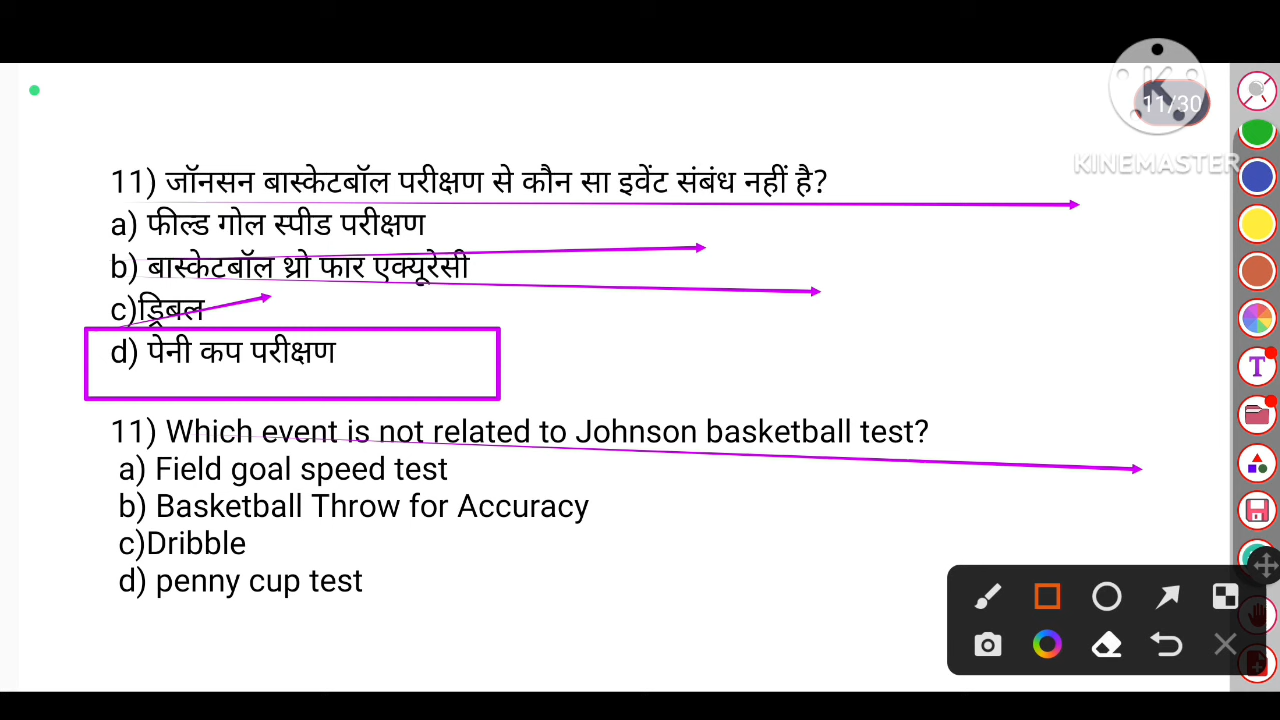 11/30
KINEMASTER
11) जॉनसन बास्केटबॉल परीक्षण से कौन सा इवेंट संबंध नहीं है?
a) फील्ड गोल स्पीड परीक्षण
b) बास्केटबॉल थ्रो फार एक्यूरेसी
c)ड्रिबल
d) पेनी कप परीक्षण
11) Which event is not related to Johnson basketball test?
a) Field goal speed test
b) Basketball Throw for Accuracy
c)Dribble
d) penny cup test
T